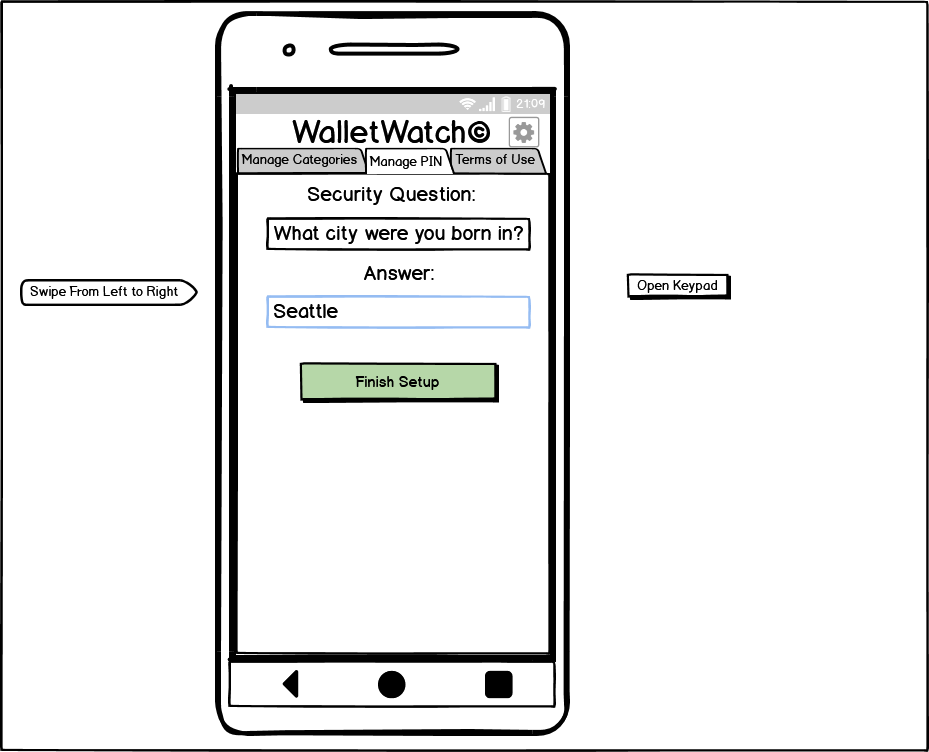 21:09
WalletWatch©
Manage Categories
Manage PIN
Terms of Use
Security Question:
What city were you born in?
Answer:
Swipe From Left to Right
Open Keypad
Seattle
Finish Setup